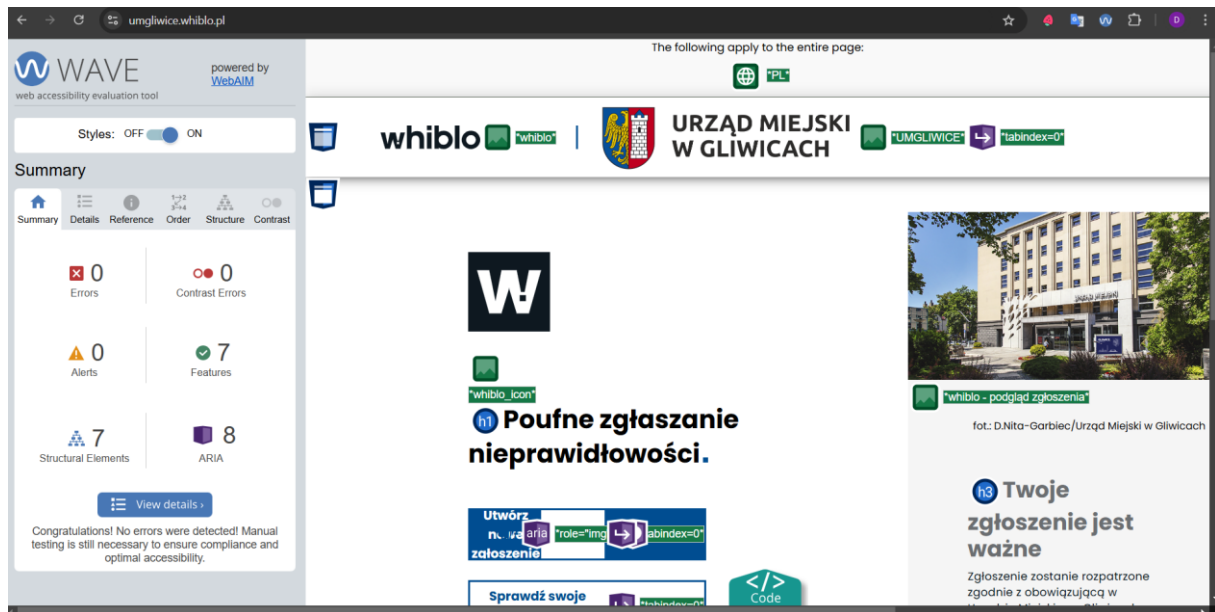 umgliwice.whiblo.pl
D
WAVE
web accessibility evaluation tool
powered by
WebAIM
Styles: OFF ON
Summary
Summary Details Reference Order Structure Contrast
0
Errors
0
Contrast Errors
0
Alerts
7
Features
7
Structural Elements
8
ARIA
View details ›
Congratulations! No errors were detected! Manual
testing is still necessary to ensure compliance and
optimal accessibility.
The following apply to the entire page:
"PL"
whiblo "whiblo"
URZĄD MIEJSKI
W GLIWICACH
"UMGLIWICE" "tabindex=0"
W!
"whiblo_icon"
h1 Poufne zgłaszanie
nieprawidłowości.
Utwórz
aria "role="img abindex=0"
zgłoszenie
Sprawdź swoje
"tabindex=0"
</>
Code
URZĄD MIEJSKI
"whiblo - podgląd zgłoszenia"
fot.: D.Nita-Garbiec/Urząd Miejski w Gliwicach
h3 Twoje
zgłoszenie jest
ważne
Zgłoszenie zostanie rozpatrzone
zgodnie z obowiązującą w